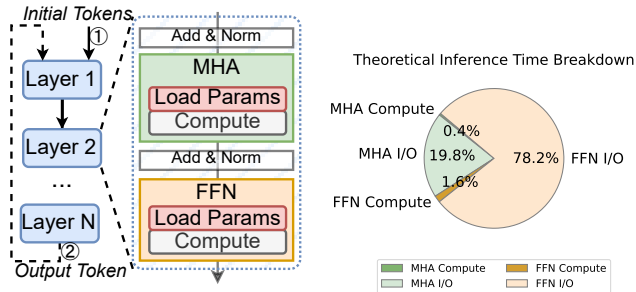 Initial Tokens
①
Layer 1
Layer 2
...
Layer N
②
Output Token
Add & Norm
MHA
Load Params
Compute
Add & Norm
FFN
Load Params
Compute
Theoretical Inference Time Breakdown
MHA Compute
0.4%
MHA I/O
19.8%
78.2%
FFN I/O
1.6%
FFN Compute
MHA Compute
FFN Compute
MHA I/O
FFN I/O